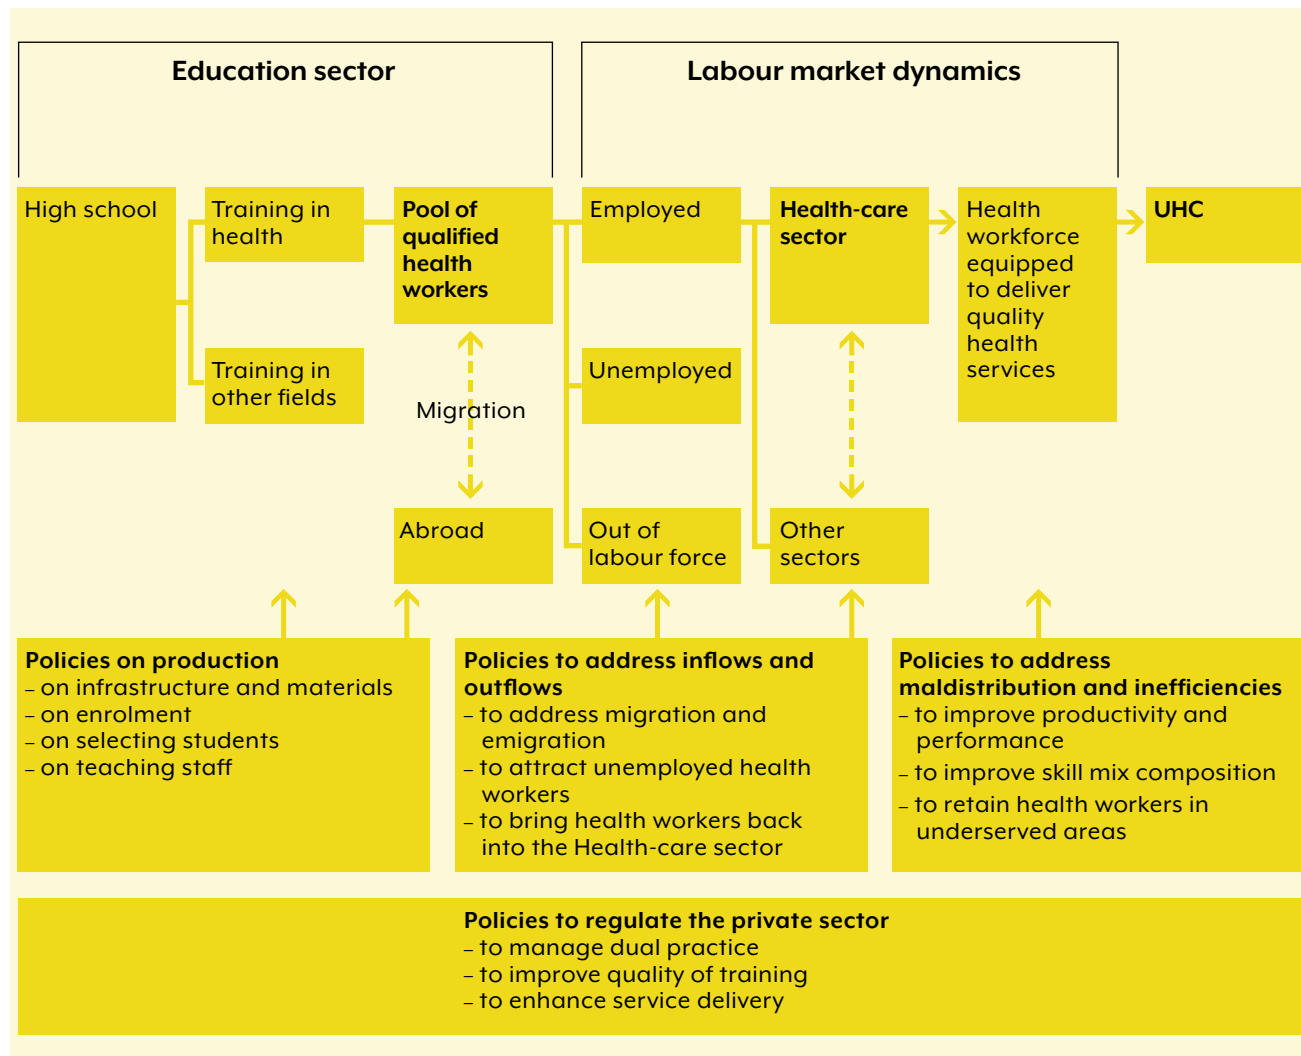 Education sector
Labour market dynamics
High school
Training in
health
Pool of
qualified
health
workers
Employed
Health-care
sector
Health
workforce
equipped
to deliver
quality
health
services
UHC
Training in
other fields
Unemployed
Migration
Abroad
Out of
labour force
Other
sectors
Policies on production
– on infrastructure and materials
– on enrolment
– on selecting students
– on teaching staff
Policies to address inflows and
outflows
– to address migration and
emigration
– to attract unemployed health
workers
– to bring health workers back
into the Health-care sector
Policies to address
maldistribution and inefficiencies
– to improve productivity and
performance
– to improve skill mix composition
– to retain health workers in
underserved areas
Policies to regulate the private sector
– to manage dual practice
– to improve quality of training
– to enhance service delivery